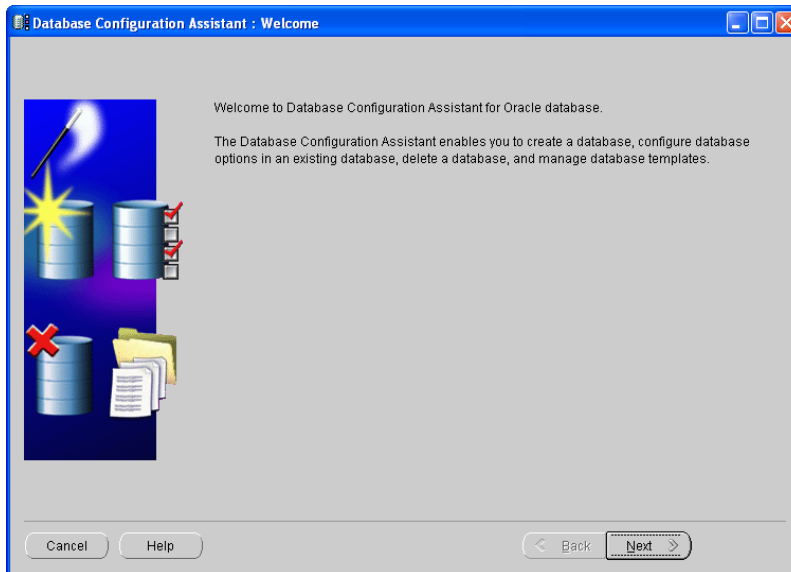 Database Configuration Assistant : Welcome
Welcome to Database Configuration Assistant for Oracle database.
The Database Configuration Assistant enables you to create a database, configure database
options in an existing database, delete a database, and manage database templates.
Cancel
Help
Back
Next